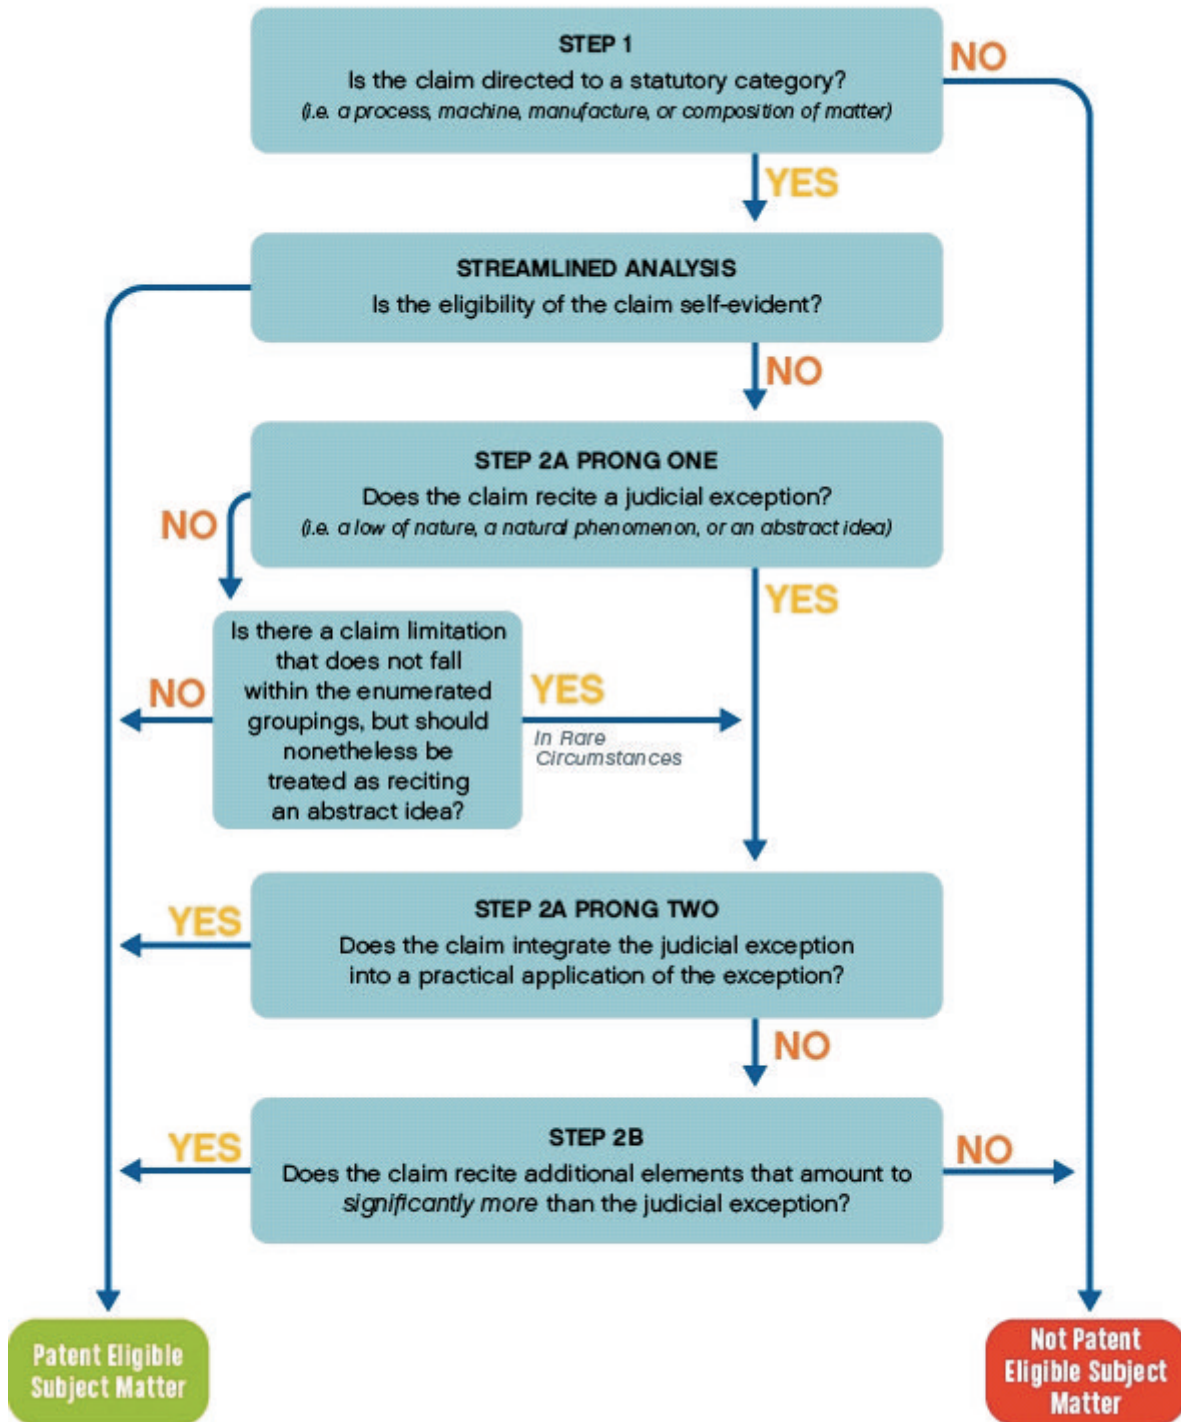 STEP 1
Is the claim directed to a statutory category?
(i.e. a process, machine, manufacture, or composition of matter)
NO
YES
STREAMLINED ANALYSIS
Is the eligibility of the claim self-evident?
NO
STEP 2A PRONG ONE
Does the claim recite a judicial exception?
(i.e. a low of nature, a natural phenomenon, or an abstract idea)
NO
YES
Is there a claim limitation
that does not fall
within the enumerated
groupings, but should
nonetheless be
treated as reciting
an abstract idea?
NO
YES
In Rare
Circumstances
STEP 2A PRONG TWO
Does the claim integrate the judicial exception
into a practical application of the exception?
YES
NO
STEP 2B
Does the claim recite additional elements that amount to
significantly more than the judicial exception?
YES
NO
Patent Eligible
Subject Matter
Not Patent
Eligible Subject
Matter